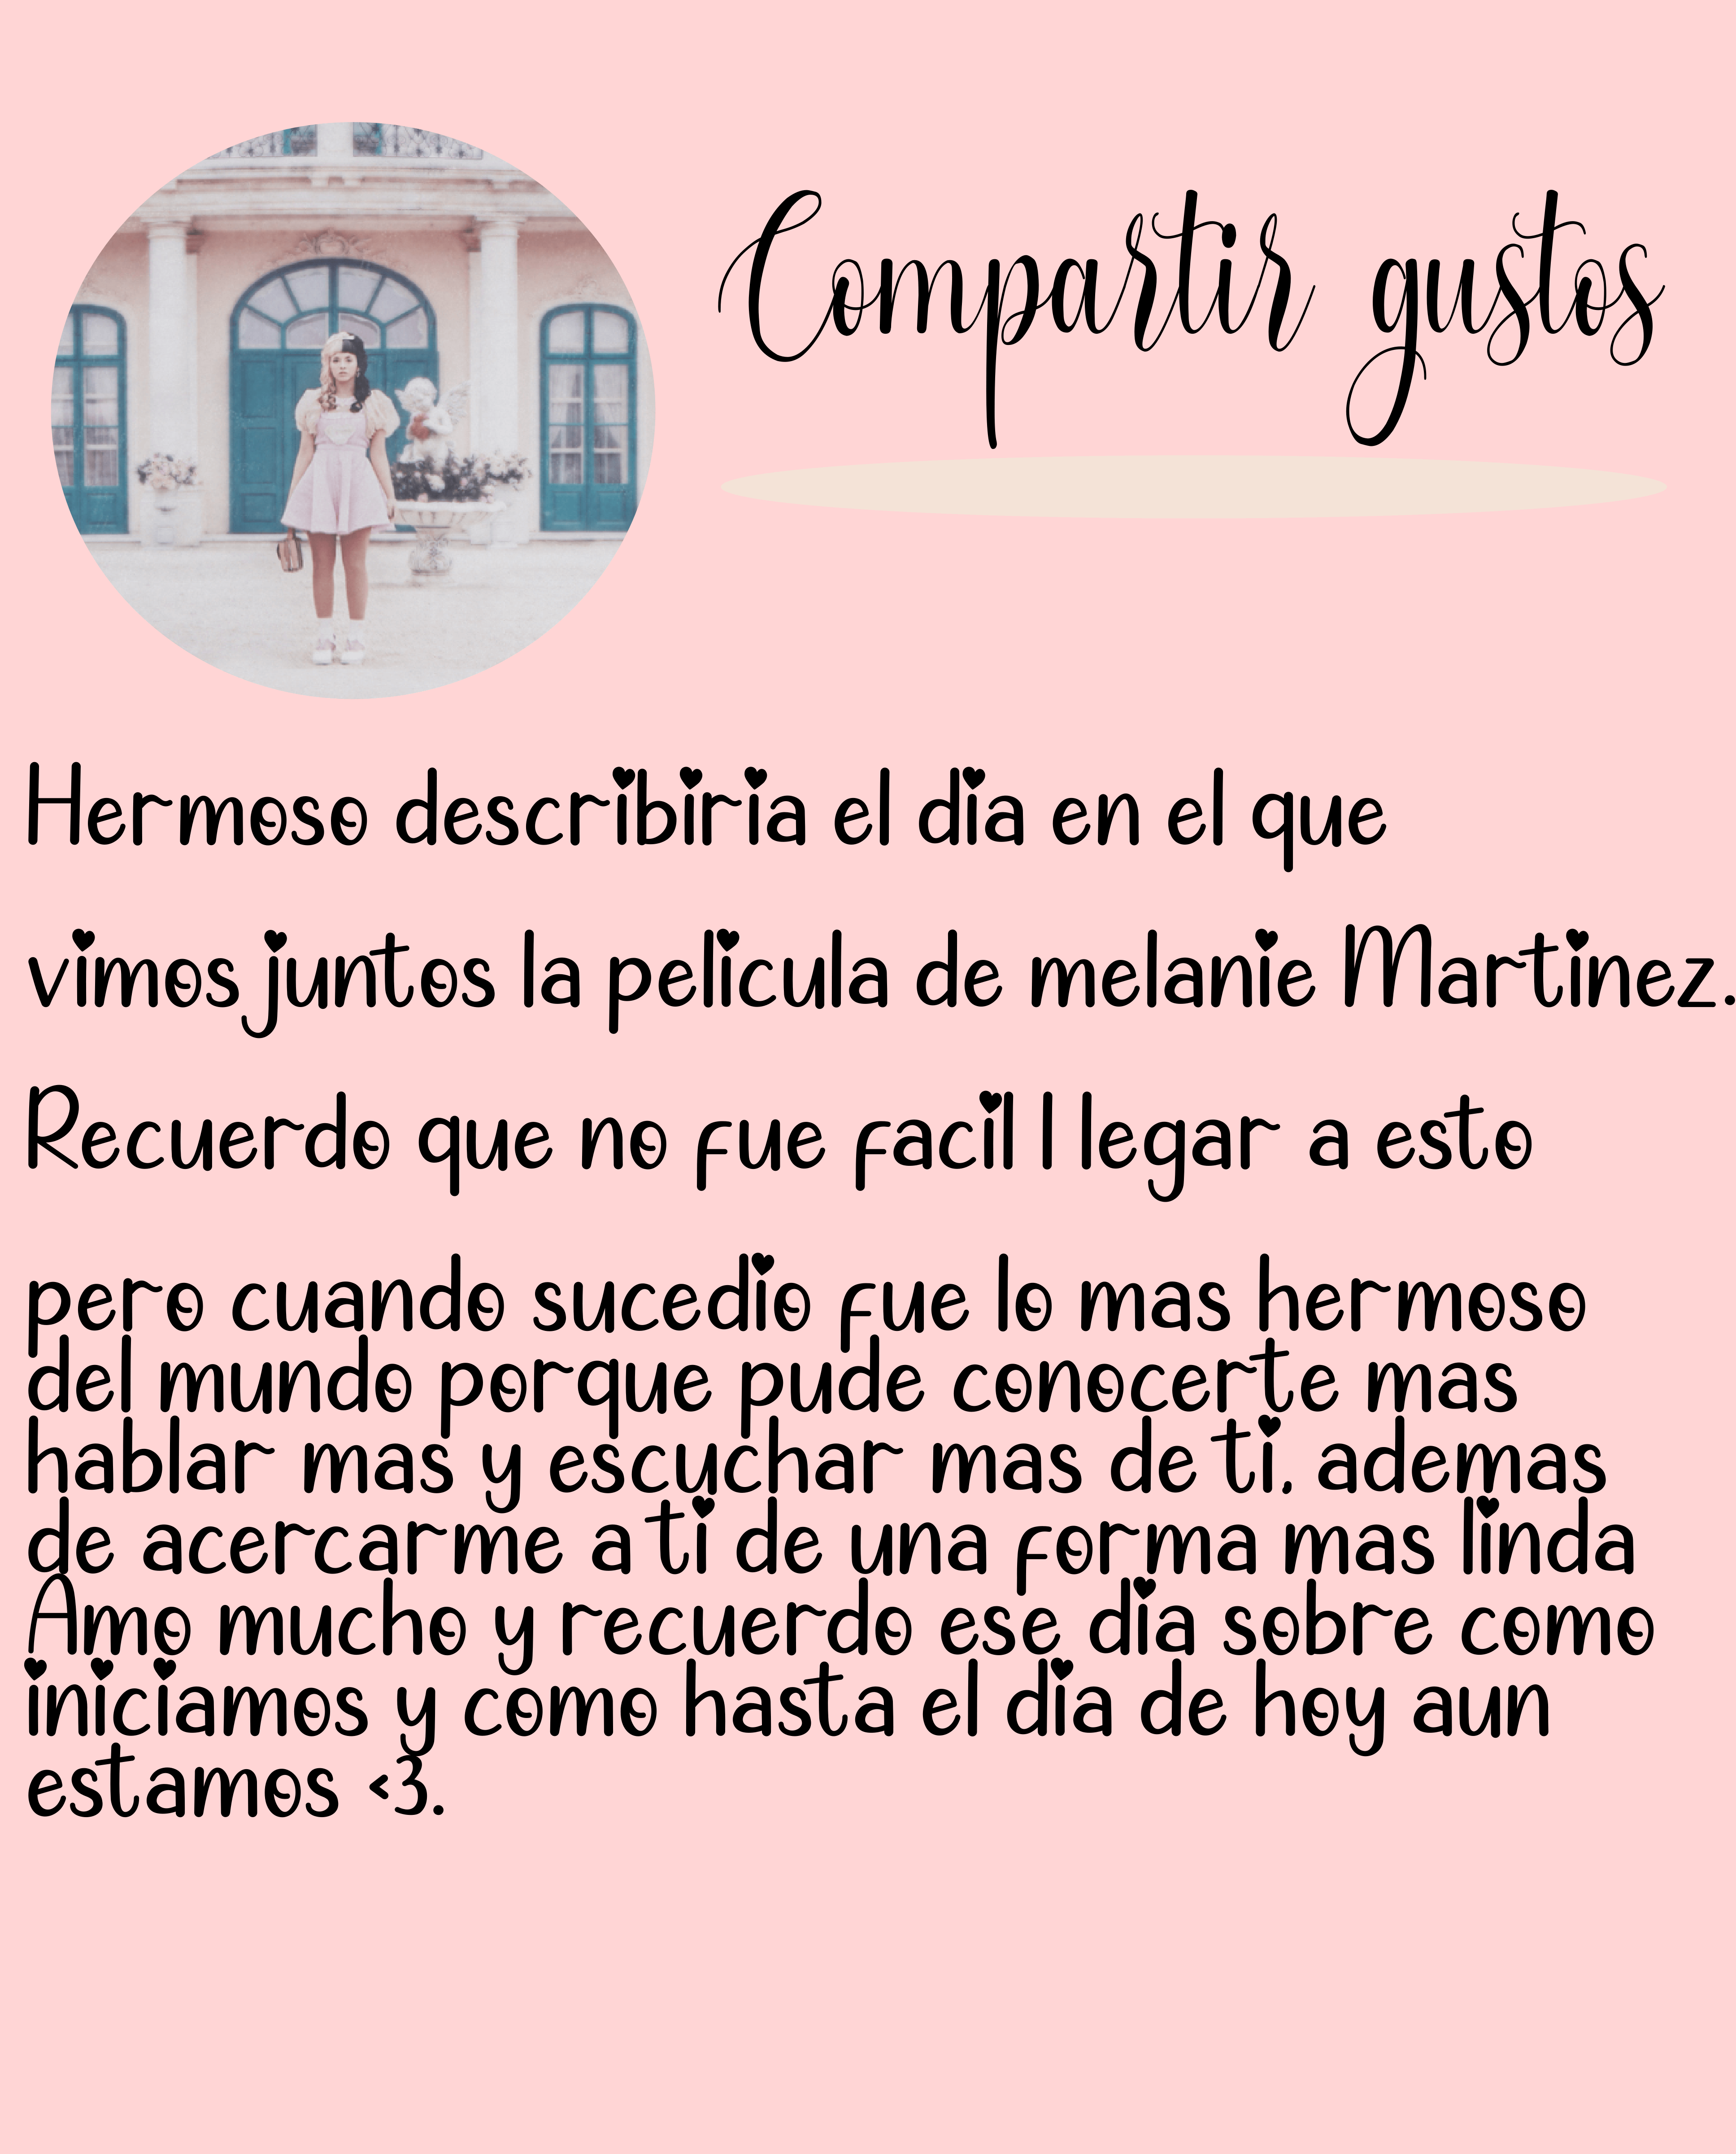 Compartir gustos
Hermoso describiria el dia en el que
vimos juntos la pelicula de melanie Martinez.
Recuerdo que no fue facil l legar a esto
pero cuando sucedio fue lo mas hermoso
del mundo porque pude conocerte mas
hablar mas y escuchar mas de ti, ademas
de acercarme a ti de una forma mas linda
Amo mucho y recuerdo ese dia sobre como
iniciamos y como hasta el dia de hoy aun
estamos <3.